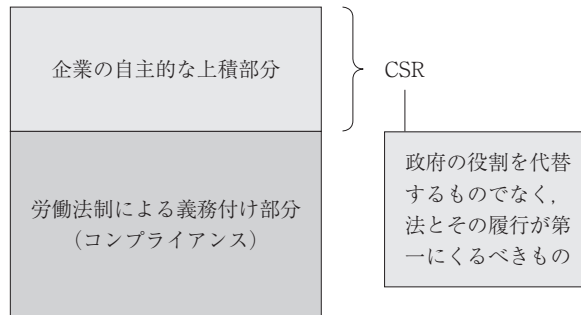 企業の自主的な上積部分
CSR
労働法制による義務付け部分
(コンプライアンス)
政府の役割を代替
するものでなく,
法とその履行が第
一にくるべきもの